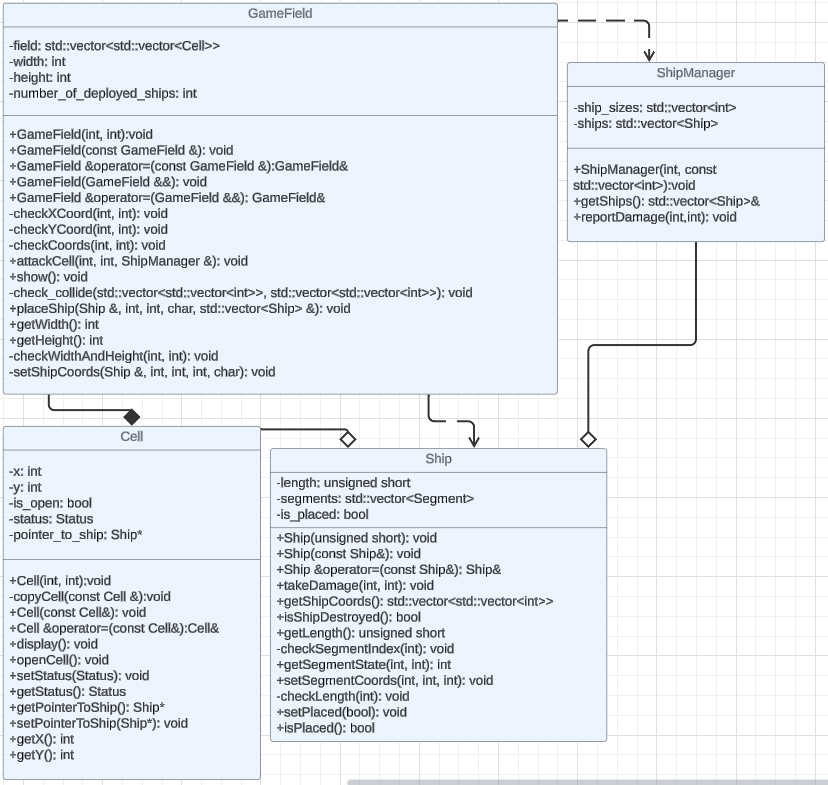 GameField
-field: std::vector<std::vector<Cell>>
-width: int
-height: int
-number_of_deployed_ships: int
+GameField(int, int):void
+GameField(const GameField &): void
+GameField &operator=(const GameField &):GameField&
+GameField(GameField &&): void
+GameField &operator=(GameField &&): GameField&
-checkXCoord(int, int): void
-checkYCoord(int, int): void
-checkCoords(int, int): void
+attackCell(int, int, ShipManager &): void
+show(): void
-check_collide(std::vector<std::vector<int>>, std::vector<std::vector<int>>): void
+placeShip(Ship &, int, int, char, std::vector<Ship> &): void
+getWidth(): int
+getHeight(): int
-checkWidthAndHeight(int, int): void
-setShipCoords(Ship &, int, int, int, char): void
ShipManager
-ship_sizes: std::vector<int>
-ships: std::vector<Ship>
+ShipManager(int, const
std::vector<int>):void
+getShips(): std::vector<Ship>&
+reportDamage(int,int): void
Cell
-x: int
-y: int
-is_open: bool
-status: Status
-pointer_to_ship: Ship*
+Cell(int, int):void
-copyCell(const Cell &):void
+Cell(const Cell&): void
+Cell &operator=(const Cell&):Cell&
+display(): void
+openCell(): void
+setStatus(Status): void
+getStatus(): Status
+getPointerToShip(): Ship*
+setPointerToShip(Ship*): void
+getX(): int
+getY(): int
Ship
-length: unsigned short
-segments: std::vector<Segment>
-is_placed: bool
+Ship(unsigned short): void
+Ship(const Ship&): void
+Ship &operator=(const Ship&): Ship&
+takeDamage(int, int): void
+getShipCoords(): std::vector<std::vector<int>>
+isShipDestroyed(): bool
+getLength(): unsigned short
-checkSegmentIndex(int): void
+getSegmentState(int, int): int
+setSegmentCoords(int, int, int): void
-checkLength(int): void
+setPlaced(bool): void
+isPlaced(): bool